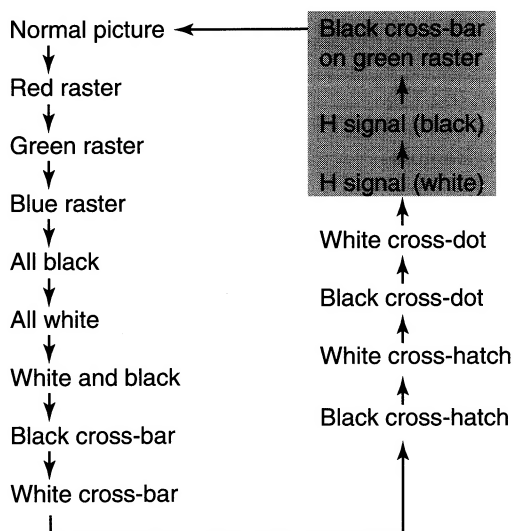 Normal picture
Red raster
Green raster
Blue raster
All black
All white
White and black
Black cross-bar
White cross-bar
Black cross-bar
on green raster
H signal (black)
H signal (white)
White cross-dot
Black cross-dot
White cross-hatch
Black cross-hatch